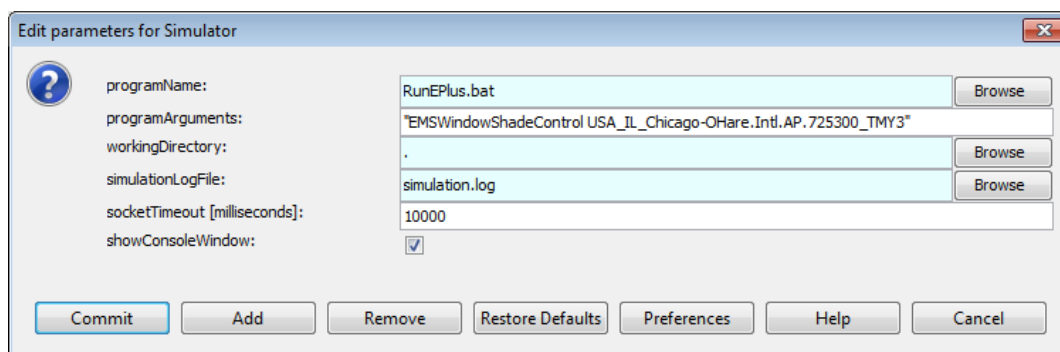 Edit parameters for Simulator
programName:
RunEPlus.bat
Browse
programArguments:
"EMSWindowShadeControl USA_IL_Chicago-OHare.Intl.AP.725300_TMY3"
workingDirectory:
.
Browse
simulationLogFile:
simulation.log
Browse
socketTimeout [milliseconds]:
10000
showConsoleWindow:
Commit
Add
Remove
Restore Defaults
Preferences
Help
Cancel